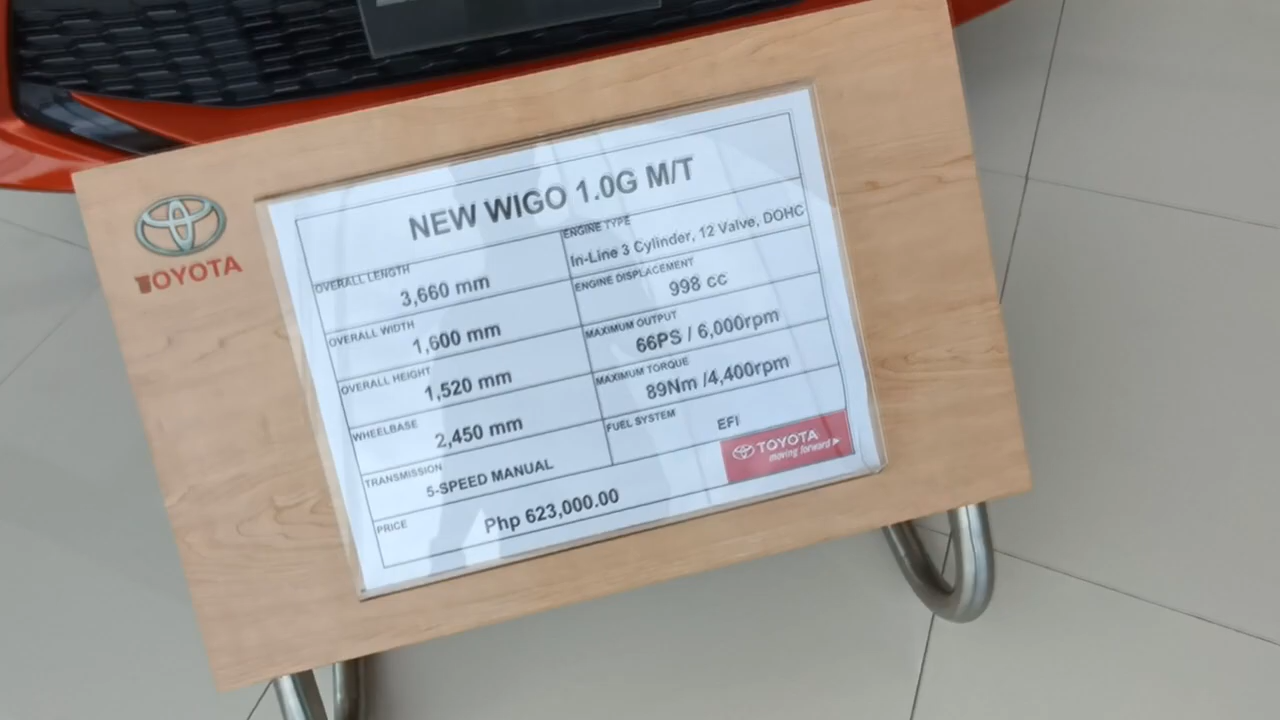 TOYOTA
NEW WIGO 1.0G M/T
OVERALL LENGTH
3,660 mm
OVERALL WIDTH
1,600 mm
OVERALL HEIGHT
1,520 mm
WHEELBASE
2,450 mm
TRANSMISSION
5-SPEED MANUAL
PRICE
Php 623,000.00
ENGINE TYPE
In-Line 3 Cylinder, 12 Valve, DOHC
ENGINE DISPLACEMENT
998 cc
MAXIMUM OUTPUT
66PS / 6,000rpm
MAXIMUM TORQUE
89Nm /4,400rpm
FUEL SYSTEM
EFI
TOYOTA
moving forward